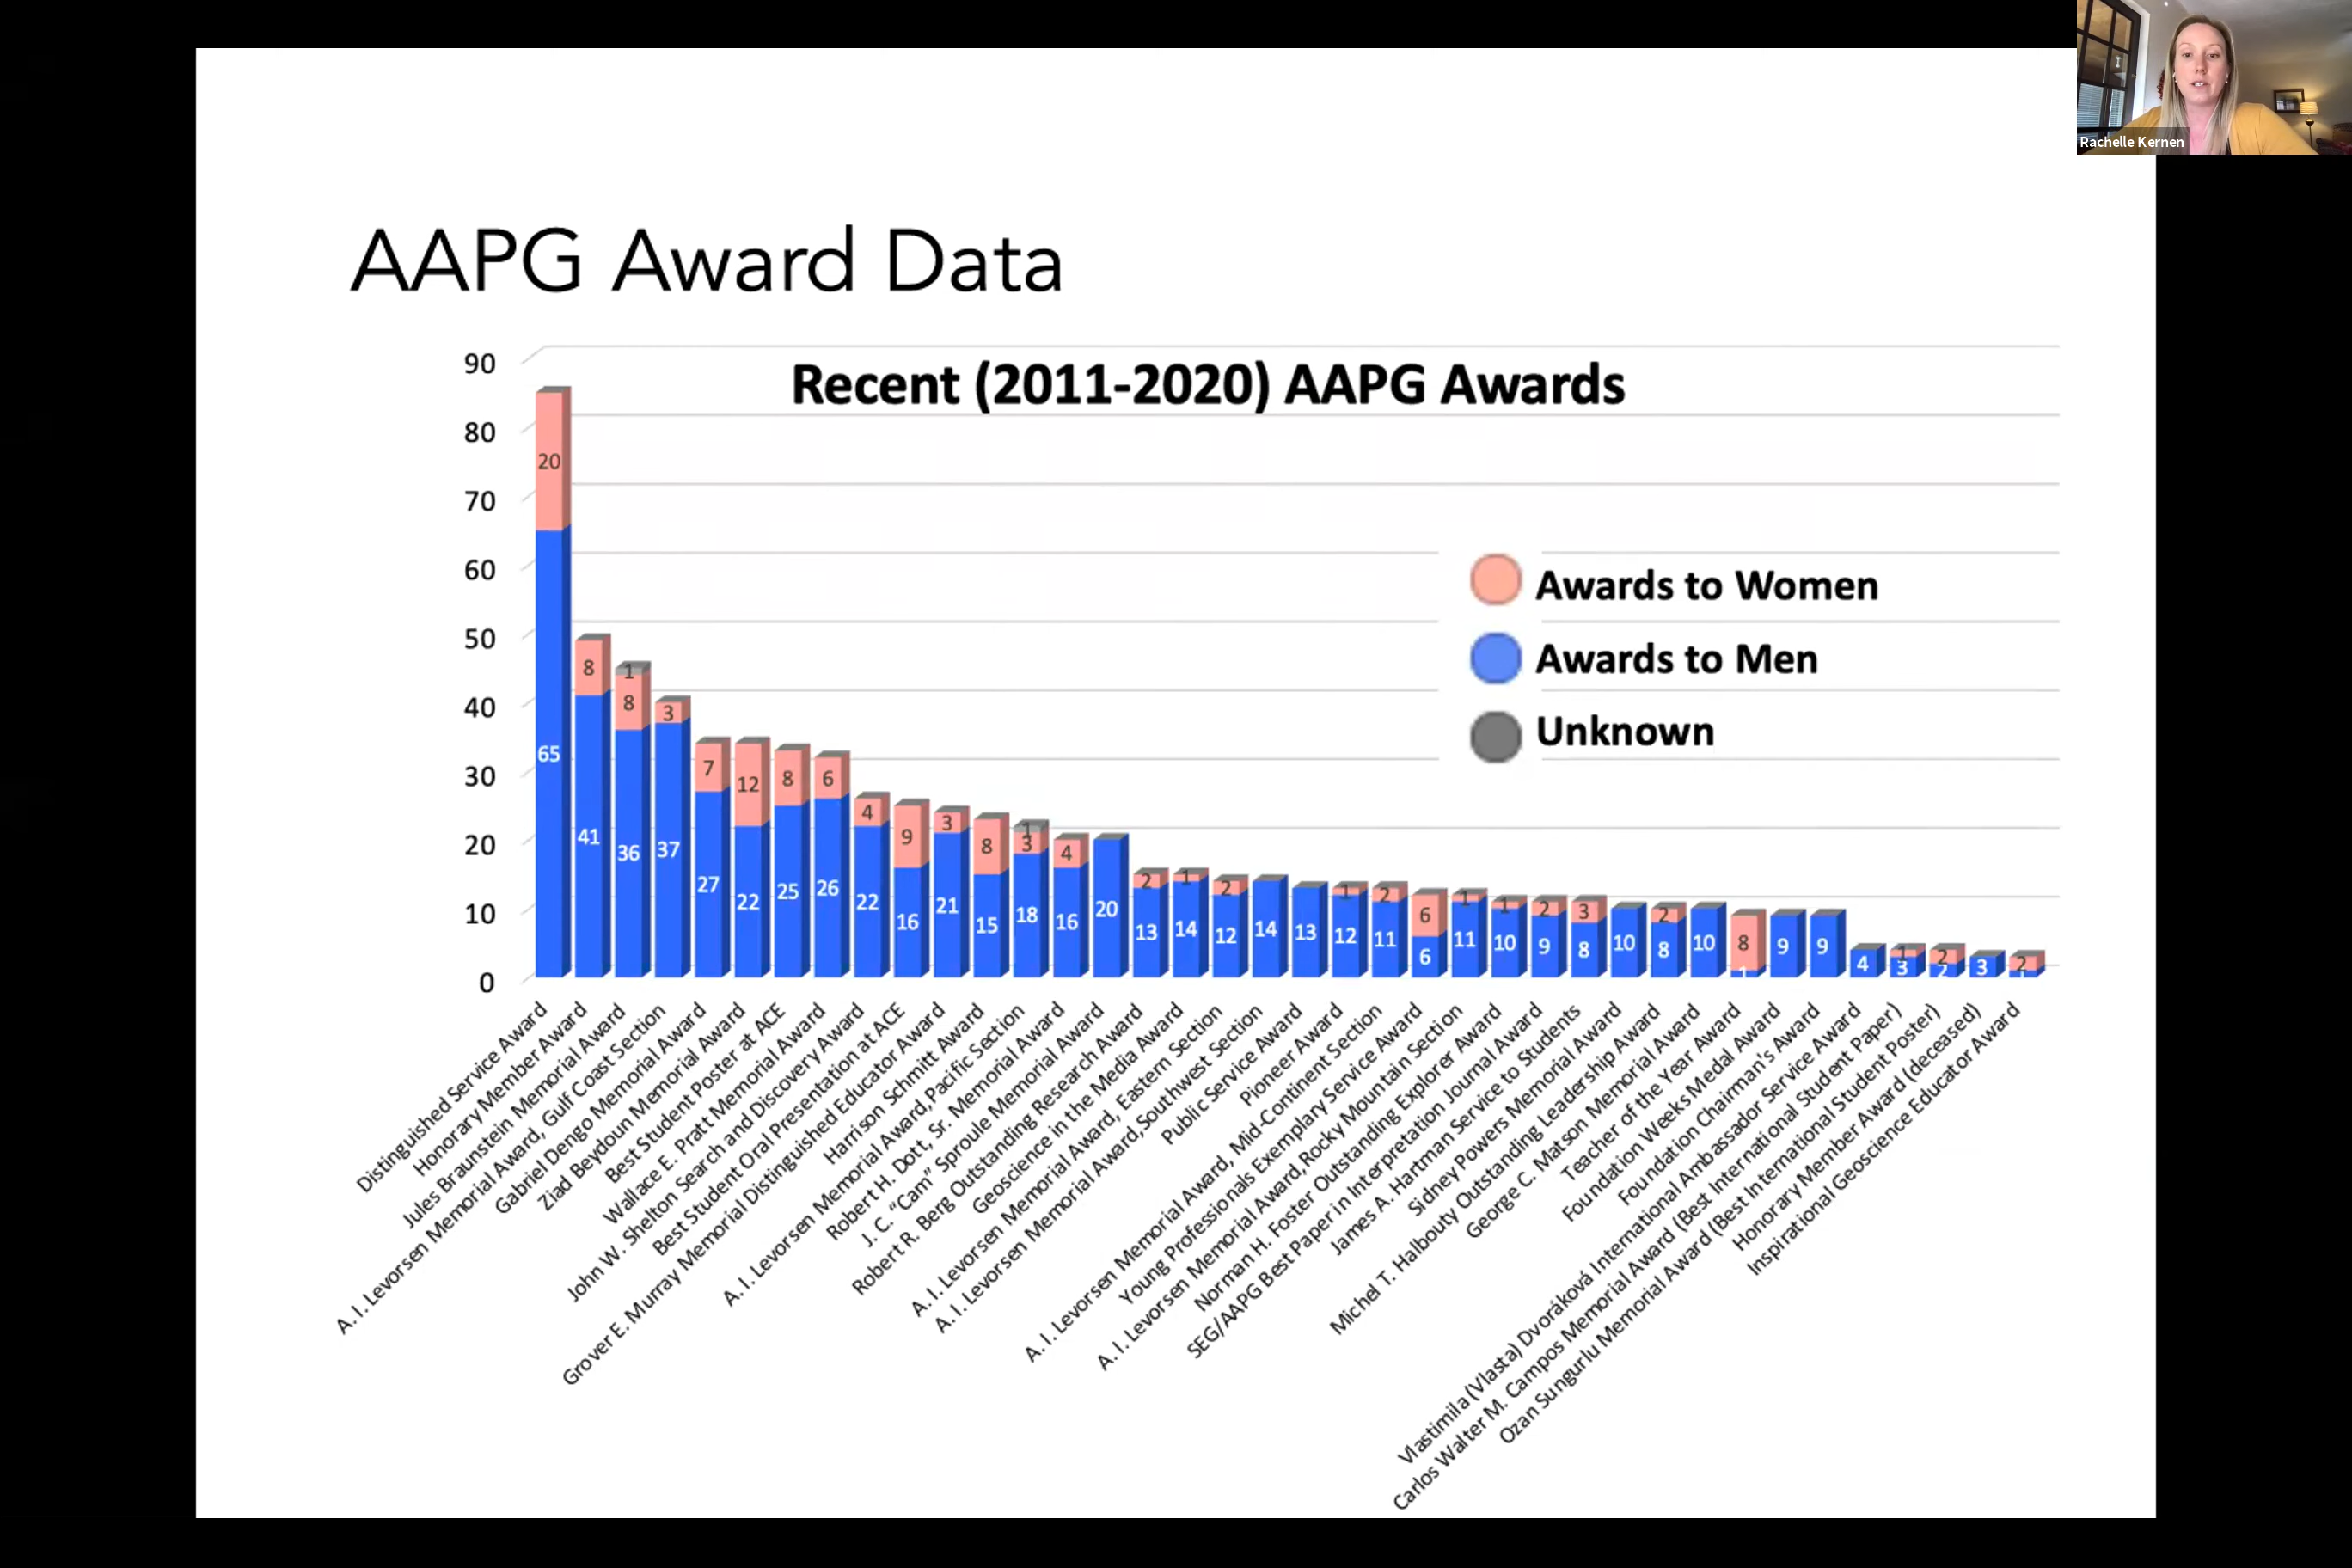 Rachelle Kernen
AAPG Award Data
Recent (2011-2020) AAPG Awards
90
80
70
60
50
40
30
20
10
0
Awards to Women
Awards to Men
Unknown
20
65
8
41
1
8
36
3
37
7
27
12
22
8
25
6
26
4
22
9
16
3
21
8
15
1
3
18
4
16
20
2
13
1
14
2
12
14
13
1
12
2
11
6
6
1
11
1
10
2
9
3
8
10
2
8
10
8
1
9
9
4
1
3
2
2
3
2
1
Distinguished Service Award
Honorary Member Award
Jules Braunstein Memorial Award
A. I. Levorsen Memorial Award, Gulf Coast Section
Gabriel Dengo Memorial Award
Ziad Beydoun Memorial Award
Best Student Poster at ACE
Wallace E. Pratt Memorial Award
John W. Shelton Search and Discovery Award
Best Student Oral Presentation at ACE
Grover E. Murray Memorial Distinguished Educator Award
Harrison Schmitt Award
A. I. Levorsen Memorial Award, Pacific Section
Robert H. Dott, Sr. Memorial Award
J. C. “Cam” Sproule Memorial Award
Robert R. Berg Outstanding Research Award
Geoscience in the Media Award
A. I. Levorsen Memorial Award, Eastern Section
A. I. Levorsen Memorial Award, Southwest Section
Public Service Award
Pioneer Award
A. I. Levorsen Memorial Award, Mid-Continent Section
Young Professionals Exemplary Service Award
A. I. Levorsen Memorial Award, Rocky Mountain Section
Norman H. Foster Outstanding Explorer Award
SEG/AAPG Best Paper in Interpretation Journal Award
James A. Hartman Service to Students
Sidney Powers Memorial Award
Michel T. Halbouty Outstanding Leadership Award
George C. Matson Memorial Award
Teacher of the Year Award
Foundation Weeks Medal Award
Foundation Chairman's Award
Vlastimila (Vlasta) Dvoráková International Ambassador Service Award
Carlos Walter M. Campos Memorial Award (Best International Student Paper)
Ozan Sungurlu Memorial Award (Best International Student Poster)
Honorary Member Award (deceased)
Inspirational Geoscience Educator Award